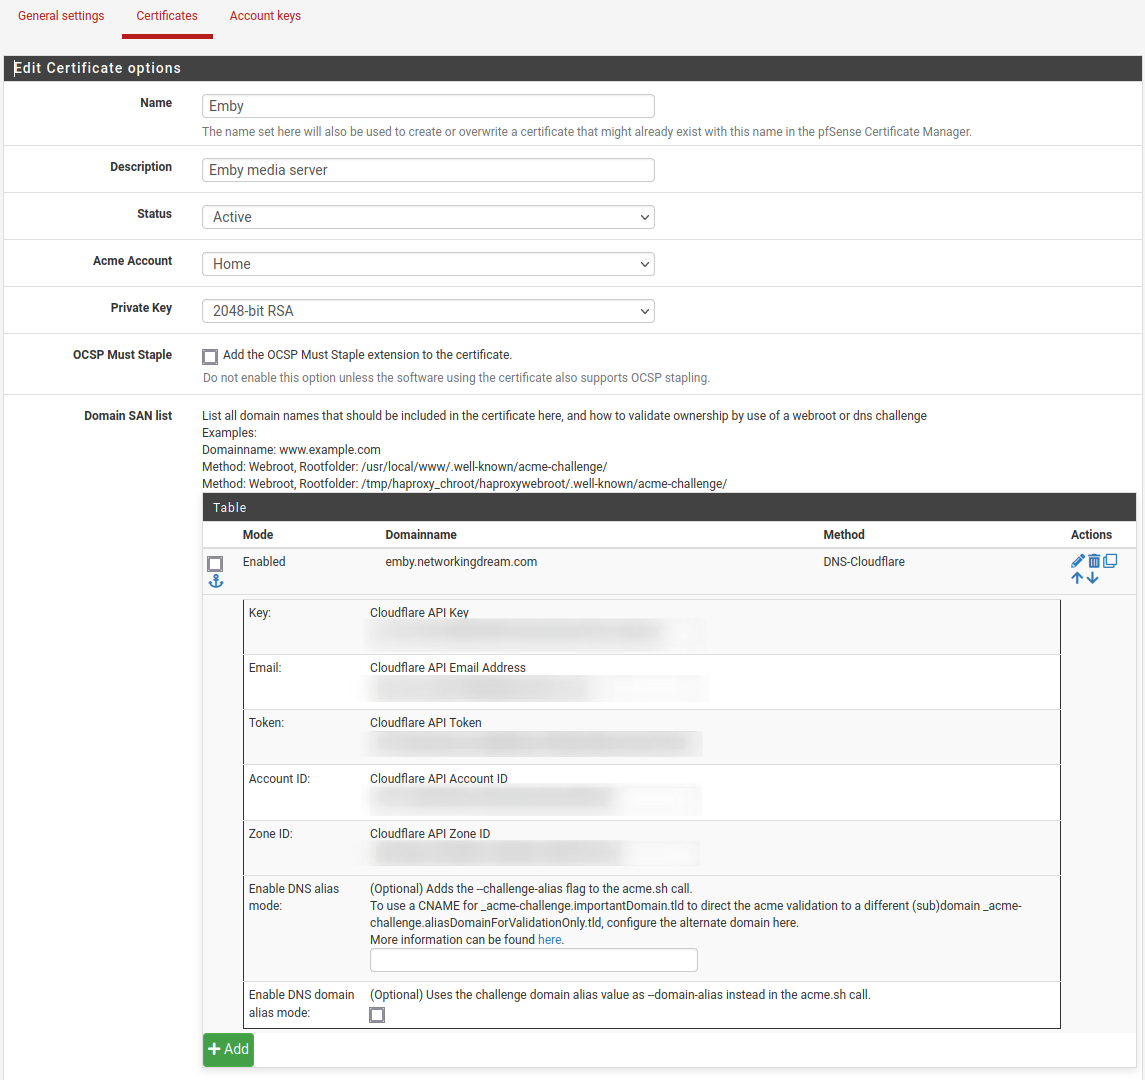 General settings Certificates Account keys
Edit Certificate options
Name Emby
The name set here will also be used to create or overwrite a certificate that might already exist with this name in the pfSense Certificate Manager.
Description Emby media server
Status Active
Acme Account Home
Private Key 2048-bit RSA
OCSP Must Staple Add the OCSP Must Staple extension to the certificate.
Do not enable this option unless the software using the certificate also supports OCSP stapling.
Domain SAN list List all domain names that should be included in the certificate here, and how to validate ownership by use of a webroot or dns challenge
Examples:
Domainname: www.example.com
Method: Webroot, Rootfolder: /usr/local/www/.well-known/acme-challenge/
Method: Webroot, Rootfolder: /tmp/haproxy_chroot/haproxywebroot/.well-known/acme-challenge/
Table
Mode Domainname Method Actions
Enabled emby.networkingdream.com DNS-Cloudflare
Key: Cloudflare API Key
Email: Cloudflare API Email Address
Token: Cloudflare API Token
Account ID: Cloudflare API Account ID
Zone ID: Cloudflare API Zone ID
Enable DNS alias mode: (Optional) Adds the --challenge-alias flag to the acme.sh call.
To use a CNAME for _acme-challenge.importantDomain.tld to direct the acme validation to a different (sub)domain _acme-
challenge.aliasDomainForValidationOnly.tld, configure the alternate domain here.
More information can be found here.
Enable DNS domain alias mode: (Optional) Uses the challenge domain alias value as --domain-alias instead in the acme.sh call.
Add